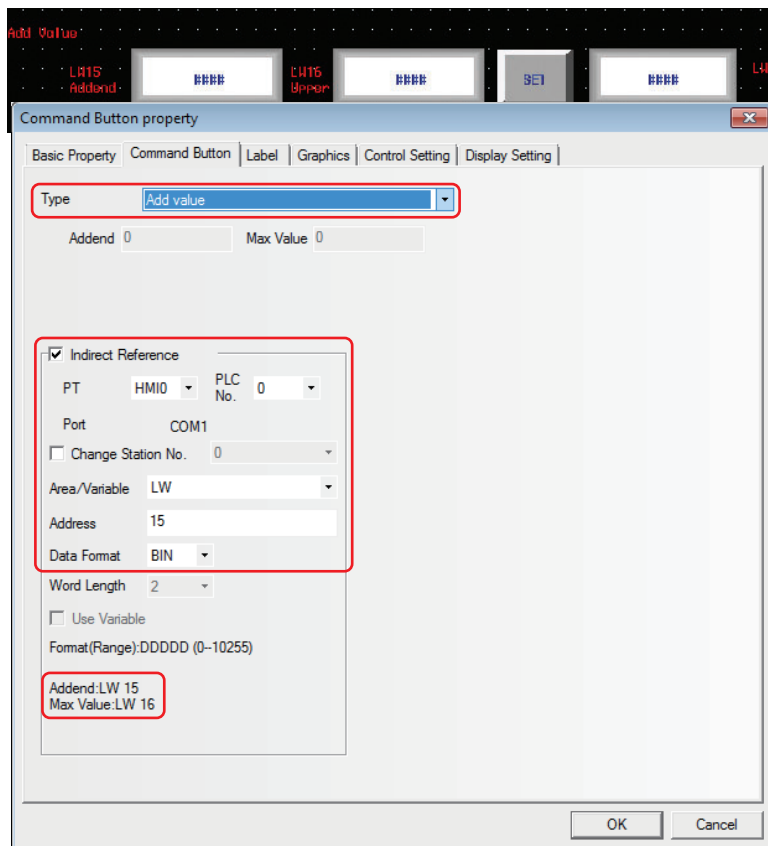 Add Value
LW15 #### LW16 #### SET #### LW
Addend Upper
Command Button property
Basic Property Command Button Label Graphics Control Setting Display Setting
Type Add value
Addend 0 Max Value 0
Indirect Reference
PT HMI0 PLC No. 0
Port COM1
Change Station No. 0
Area/Variable LW
Address 15
Data Format BIN
Word Length 2
Use Variable
Format(Range):DDDDD (0--10255)
Addend:LW 15
Max Value:LW 16
OK Cancel